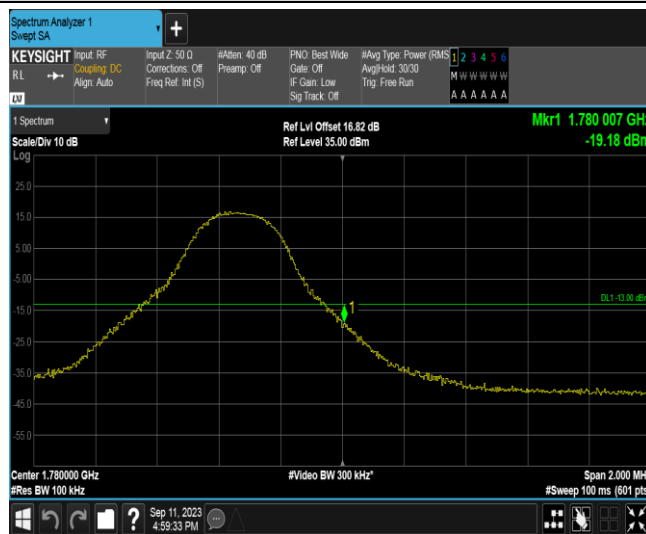 Spectrum Analyzer 1
Swept SA
+
KEYSIGHT
RL
LXI
Input: RF
Coupling: DC
Align: Auto
Input Z: 50 Ω
Corrections: Off
Freq Ref: Int (S)
#Atten: 40 dB
Preamp: Off
PNO: Best Wide
Gate: Off
IF Gain: Low
Sig Track: Off
#Avg Type: Power (RMS
Avg|Hold: 30/30
Trig: Free Run
1 2 3 4 5 6
M W W W W W
A A A A A A
1 Spectrum
Scale/Div 10 dB
Log
Ref Lvl Offset 16.82 dB
Ref Level 35.00 dBm
Mkr1 1.780 007 GHz
-19.18 dBm
25.0
15.0
5.00
-5.00
-15.0
-25.0
-35.0
-45.0
-55.0
DL1 -13.00 dBm
1
Center 1.780000 GHz
#Res BW 100 kHz
#Video BW 300 kHz*
Span 2.000 MH
#Sweep 100 ms (601 pts
?
Sep 11, 2023
4:59:33 PM